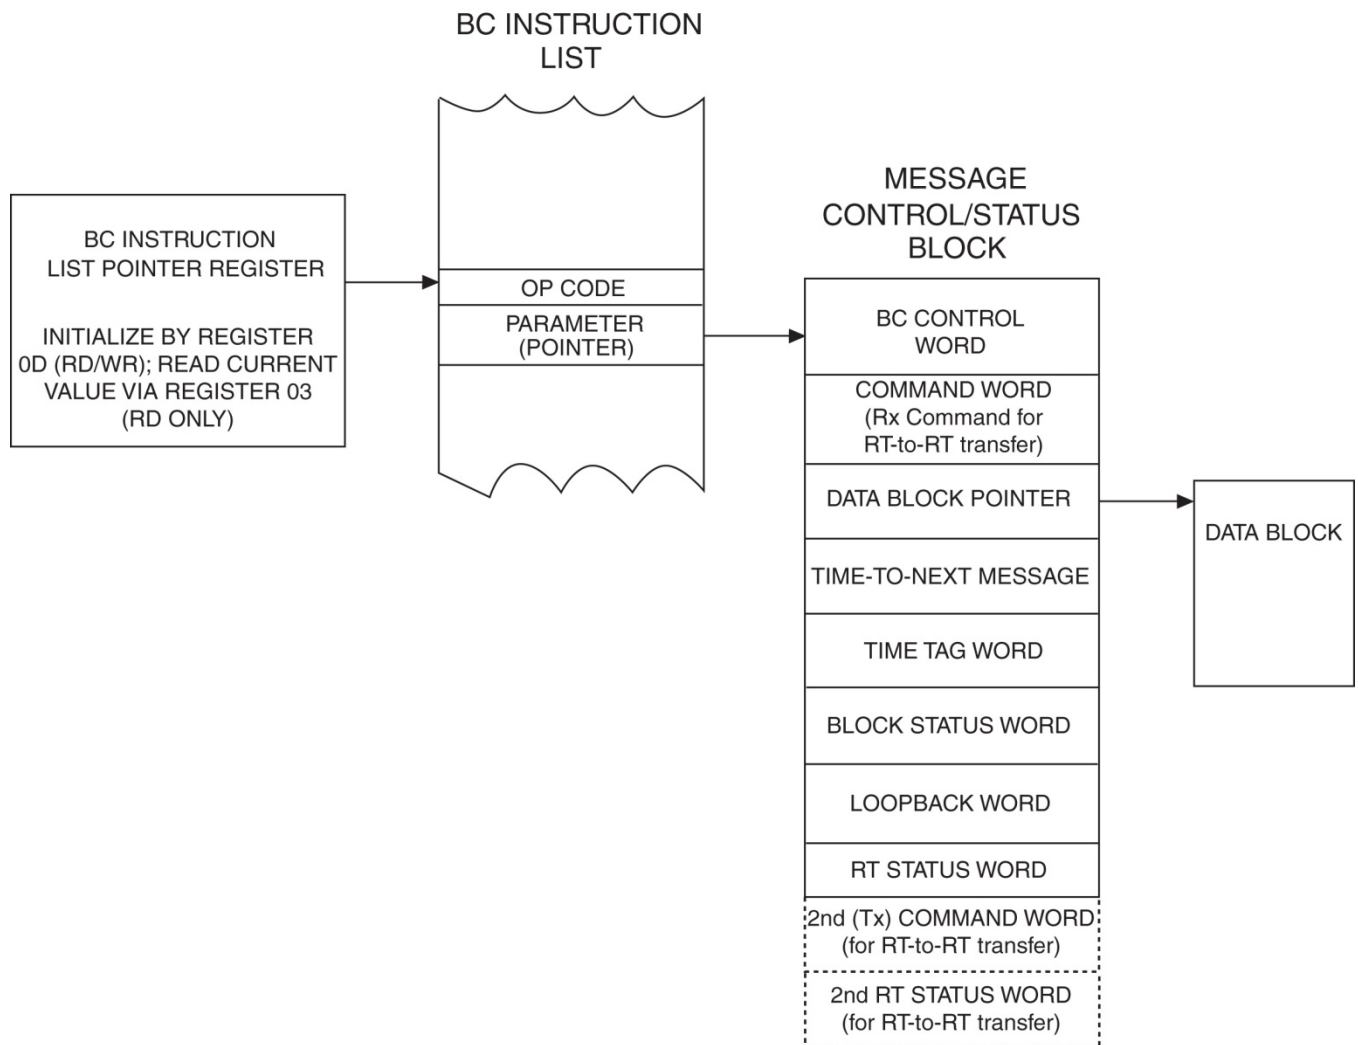 BC INSTRUCTION
LIST
BC INSTRUCTION
LIST POINTER REGISTER
INITIALIZE BY REGISTER
0D (RD/WR); READ CURRENT
VALUE VIA REGISTER 03
(RD ONLY)
OP CODE
PARAMETER
(POINTER)
MESSAGE
CONTROL/STATUS
BLOCK
BC CONTROL
WORD
COMMAND WORD
(Rx Command for
RT-to-RT transfer)
DATA BLOCK POINTER
TIME-TO-NEXT MESSAGE
TIME TAG WORD
BLOCK STATUS WORD
LOOPBACK WORD
RT STATUS WORD
2nd (Tx) COMMAND WORD
(for RT-to-RT transfer)
2nd RT STATUS WORD
(for RT-to-RT transfer)
DATA BLOCK